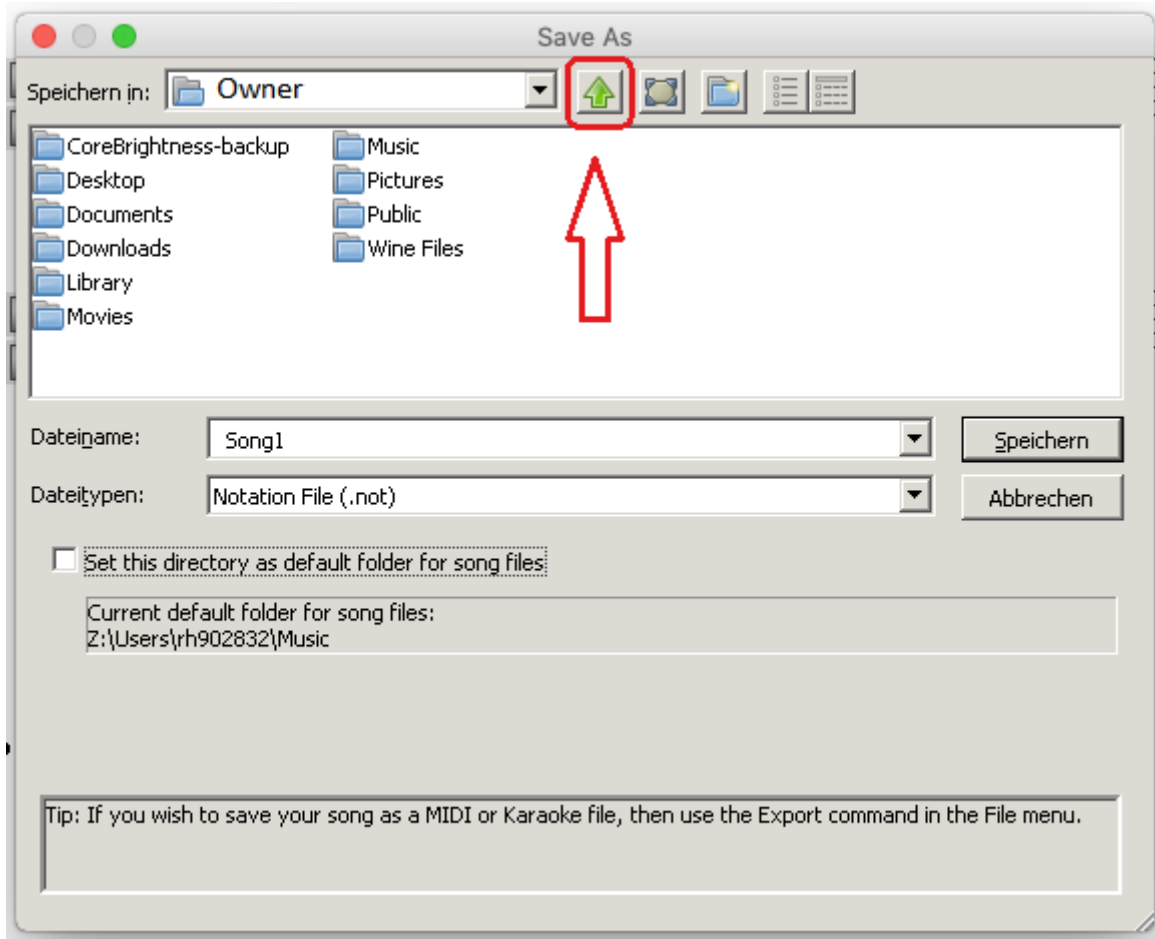 Save As
Speichern in: Owner
CoreBrightness-backup
Desktop
Documents
Downloads
Library
Movies
Music
Pictures
Public
Wine Files
Dateiname: Song1 Speichern
Dateitypen: Notation File (.not) Abbrechen
Set this directory as default folder for song files
Current default folder for song files:
Z:\Users\rh902832\Music
Tip: If you wish to save your song as a MIDI or Karaoke file, then use the Export command in the File menu.